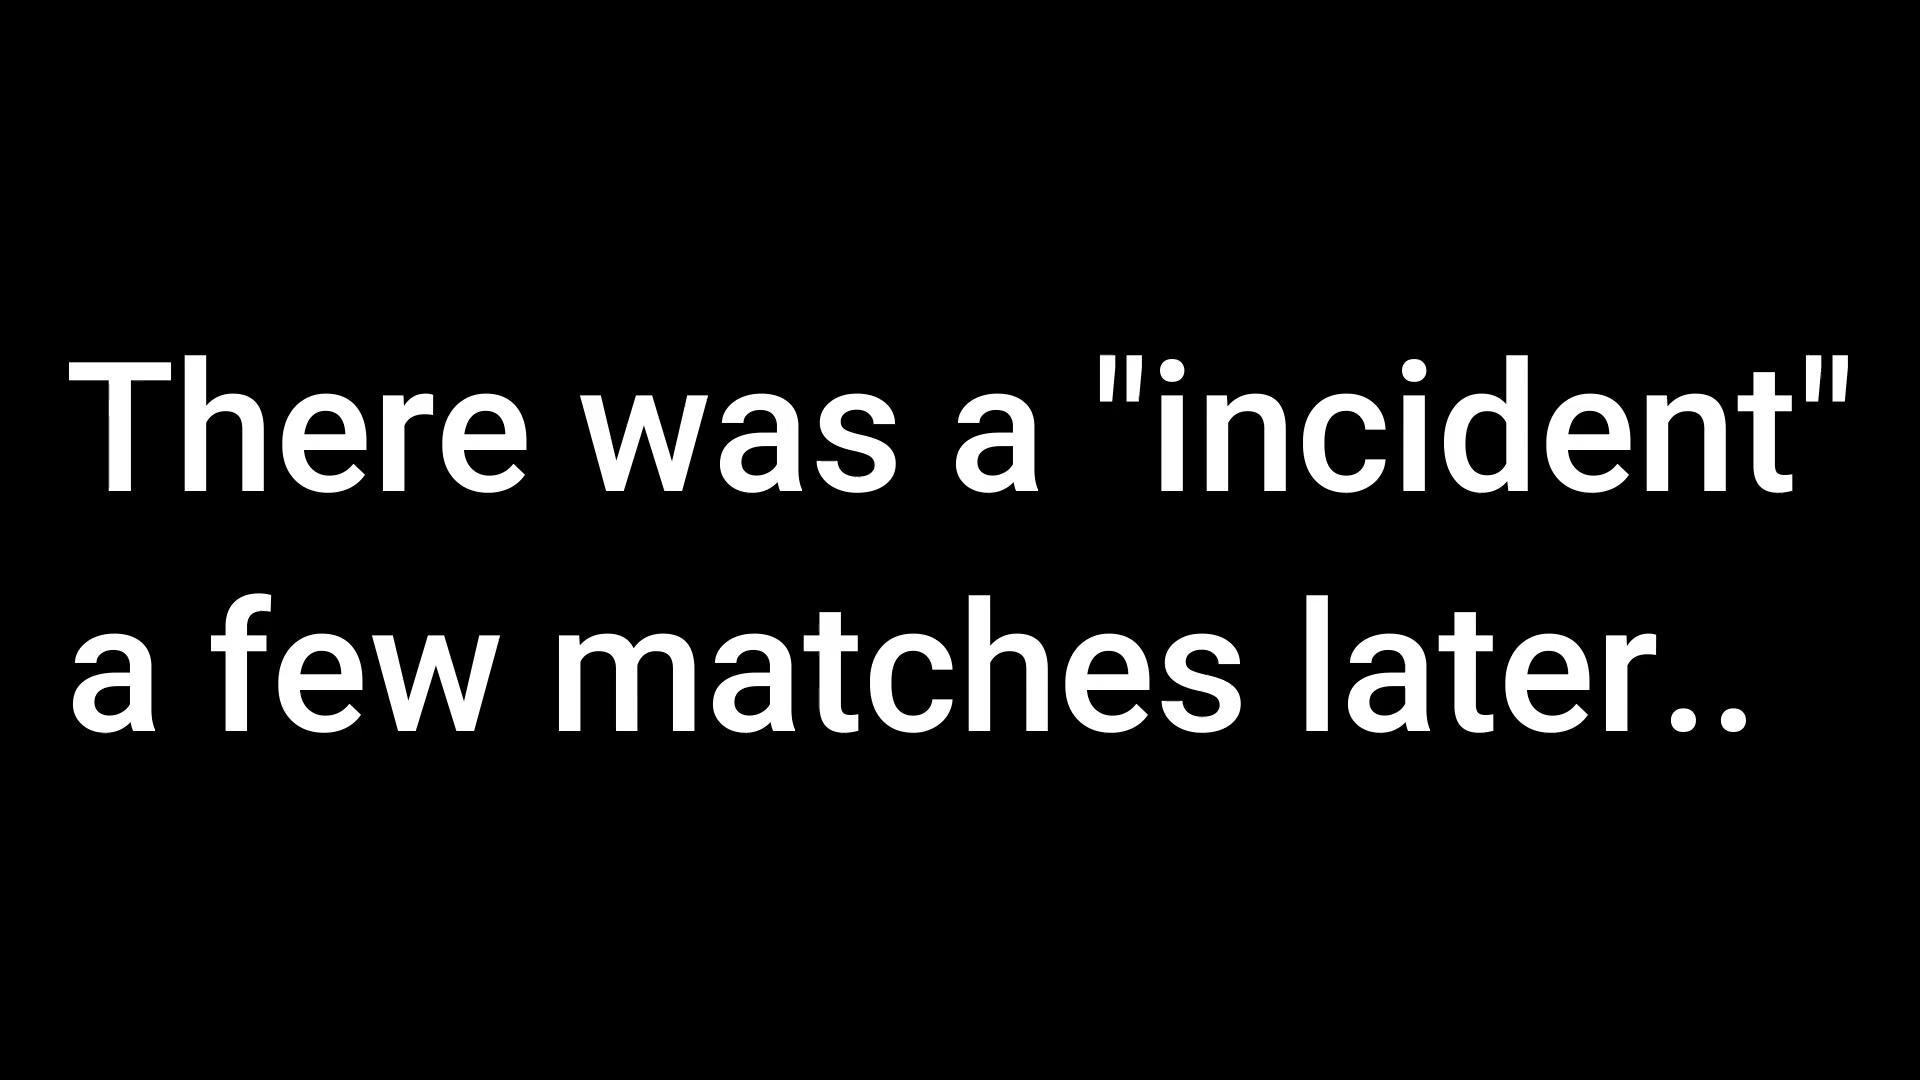 There was a "incident"
a few matches later..